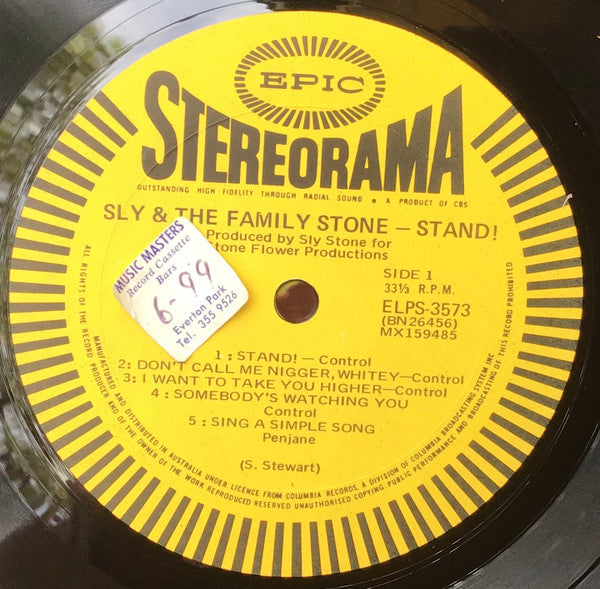 EPIC
STEREORAMA
OUTSTANDING HIGH FIDELITY THROUGH RADIAL SOUND • A PRODUCT OF CBS
SLY & THE FAMILY STONE — STAND!
Produced by Sly Stone for
Stone Flower Productions
SIDE 1
33⅓ R.P.M.
ELPS-3573
(BN26456)
MX159485
MUSIC MASTERS
Record Cassette
Bars
6-99
Everton Park
Tel. 355 9526
1 : STAND! — Control
2: DON'T CALL ME NIGGER, WHITEY—Control
3: I WANT TO TAKE YOU HIGHER—Control
4 : SOMEBODY'S WATCHING YOU
Control
5 : SING A SIMPLE SONG
Penjane
(S. Stewart)
MANUFACTURED AND DISTRIBUTED IN AUSTRALIA UNDER LICENCE FROM COLUMBIA RECORDS, A DIVISION OF COLUMBIA BROADCASTING SYSTEM INC.
ALL RIGHTS OF THE RECORD PRODUCER AND OF THE OWNER OF THE WORK REPRODUCED RESERVED UNAUTHORISED COPYING, PUBLIC PERFORMANCE AND BROADCASTING OF THIS RECORD PROHIBITED